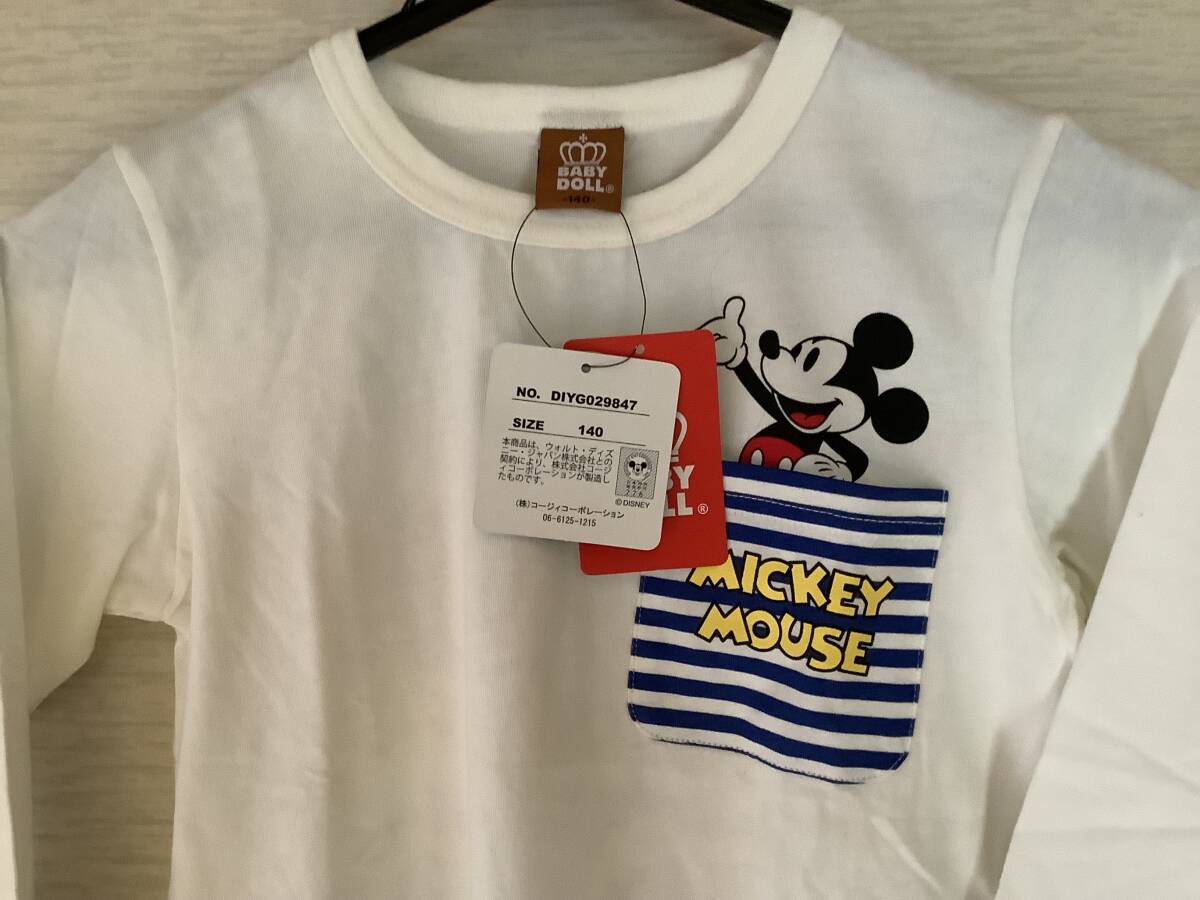 BABY
DOLL®
-140-
NO. DIYG029847
SIZE 140
本商品は、ウォルト・ディズ
ニー・ジャパン株式会社との
契約により、株式会社コージ
ィコーポレーションが製造し
たものです。
©DISNEY
(株)コージィコーポレーション
06-6125-1215
BY
LL®
MICKEY
MOUSE